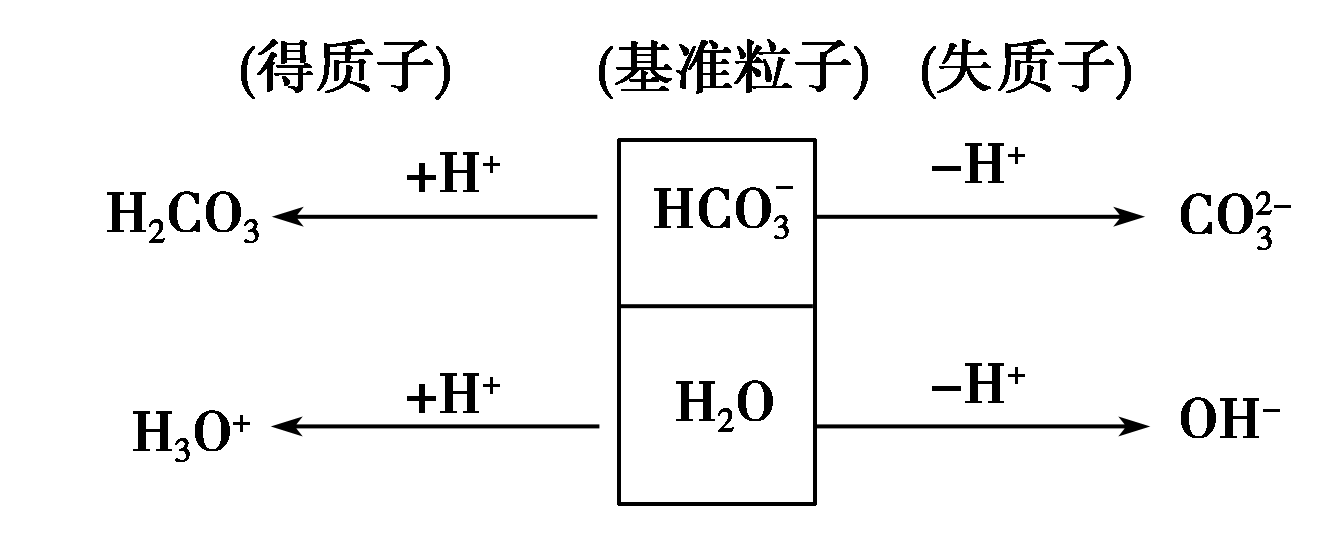 (得质子) (基准粒子) (失质子)
+H⁺ −H⁺
H₂CO₃ HCO₃⁻ CO₃²⁻
+H⁺ −H⁺
H₃O⁺ H₂O OH⁻